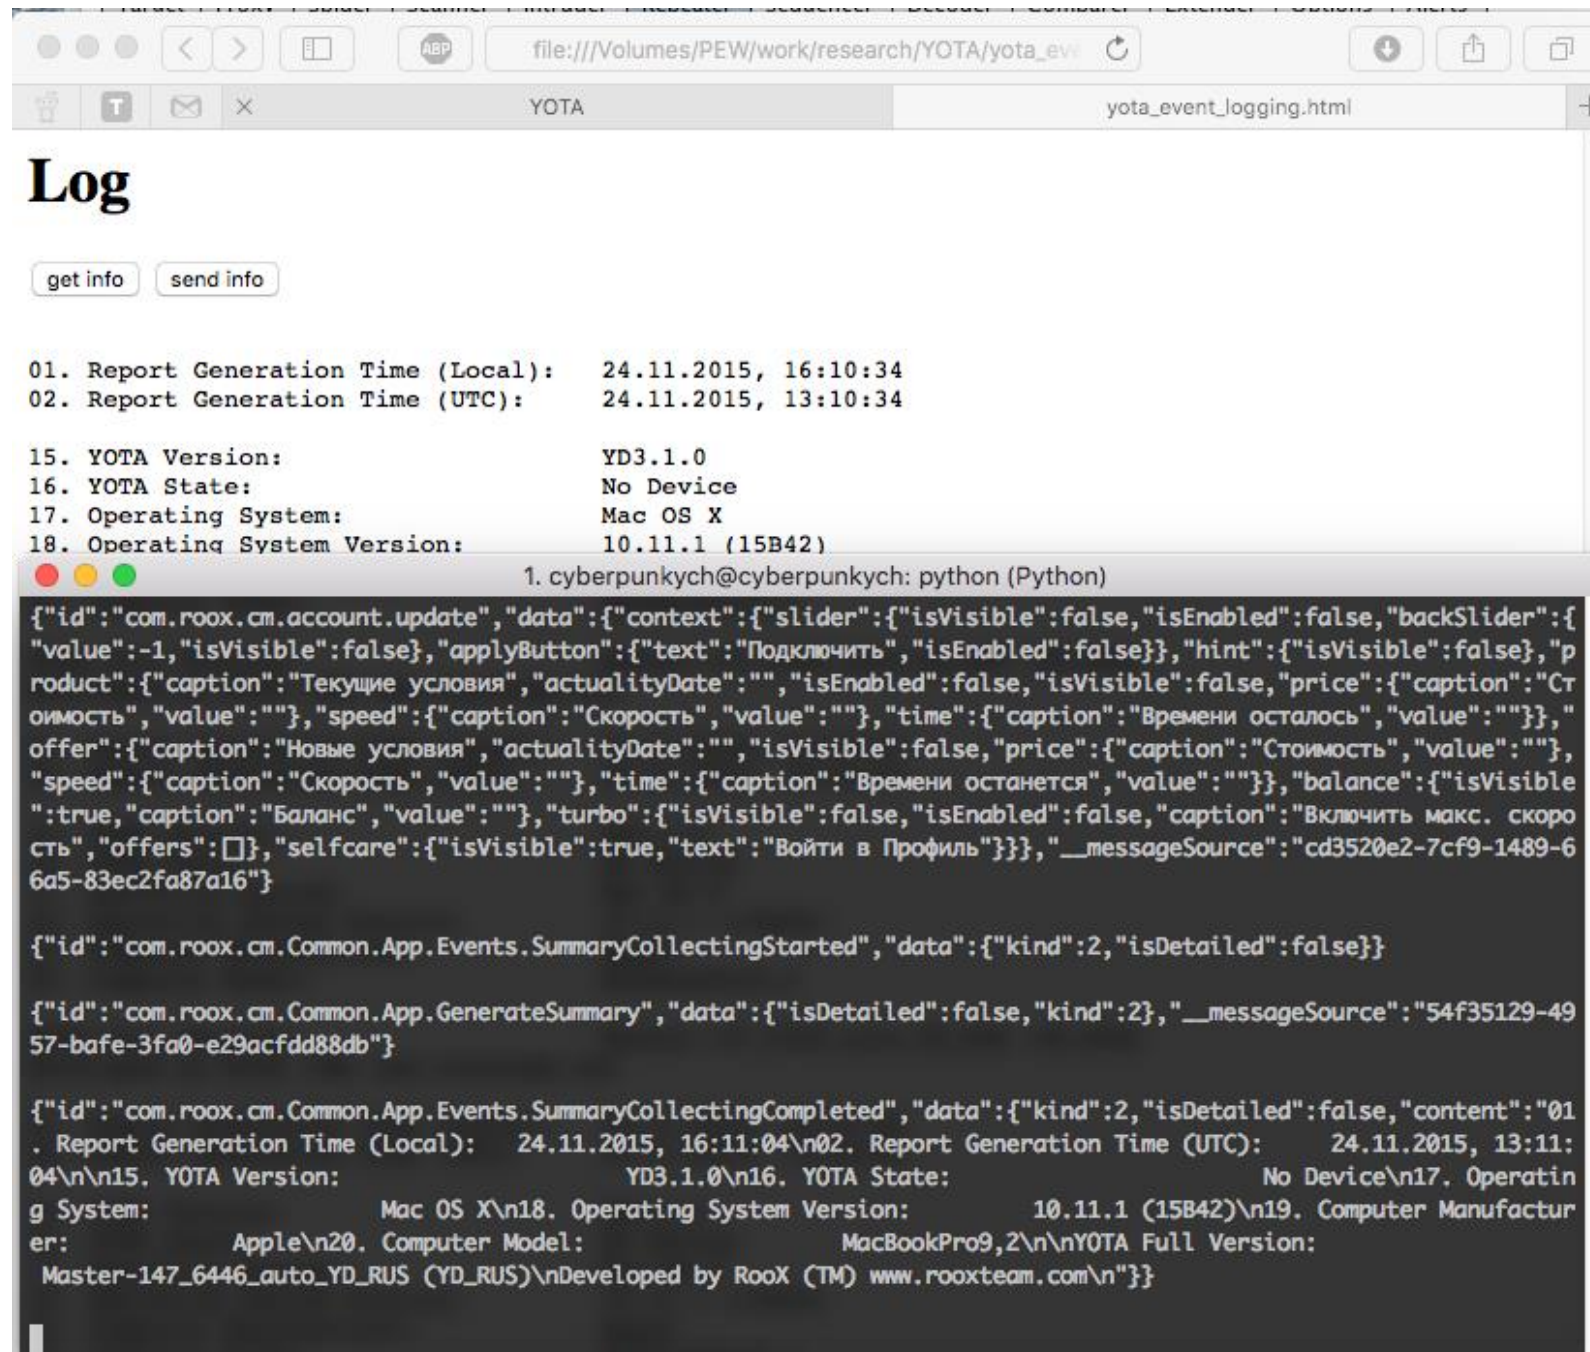 Target Proxy Spider Scanner Intruder Repeater Sequencer Decoder Comparer Extender Options Alerts
ABP
file:///Volumes/PEW/work/research/YOTA/yota_eve
T
YOTA
yota_event_logging.html
Log
get info
send info
01. Report Generation Time (Local): 24.11.2015, 16:10:34
02. Report Generation Time (UTC): 24.11.2015, 13:10:34
15. YOTA Version: YD3.1.0
16. YOTA State: No Device
17. Operating System: Mac OS X
18. Operating System Version: 10.11.1 (15B42)
1. cyberpunkych@cyberpunkych: python (Python)
{"id":"com.roox.cm.account.update","data":{"context":{"slider":{"isVisible":false,"isEnabled":false,"backSlider":{
"value":-1,"isVisible":false},"applyButton":{"text":"Подключить","isEnabled":false}},"hint":{"isVisible":false},"p
roduct":{"caption":"Текущие условия","actualityDate":"","isEnabled":false,"isVisible":false,"price":{"caption":"Ст
оимость","value":""},"speed":{"caption":"Скорость","value":""},"time":{"caption":"Времени осталось","value":""}},"
offer":{"caption":"Новые условия","actualityDate":"","isVisible":false,"price":{"caption":"Стоимость","value":""},
"speed":{"caption":"Скорость","value":""},"time":{"caption":"Времени останется","value":""}},"balance":{"isVisible
":true,"caption":"Баланс","value":""},"turbo":{"isVisible":false,"isEnabled":false,"caption":"Включить макс. скоро
сть","offers":[]},"selfcare":{"isVisible":true,"text":"Войти в Профиль"}}},"__messageSource":"cd3520e2-7cf9-1489-6
6a5-83ec2fa87a16"}
{"id":"com.roox.cm.Common.App.Events.SummaryCollectingStarted","data":{"kind":2,"isDetailed":false}}
{"id":"com.roox.cm.Common.App.GenerateSummary","data":{"isDetailed":false,"kind":2},"__messageSource":"54f35129-49
57-bafe-3fa0-e29acfdd88db"}
{"id":"com.roox.cm.Common.App.Events.SummaryCollectingCompleted","data":{"kind":2,"isDetailed":false,"content":"01
. Report Generation Time (Local): 24.11.2015, 16:11:04\n02. Report Generation Time (UTC): 24.11.2015, 13:11:
04\n\n15. YOTA Version: YD3.1.0\n16. YOTA State: No Device\n17. Operatin
g System: Mac OS X\n18. Operating System Version: 10.11.1 (15B42)\n19. Computer Manufactur
er: Apple\n20. Computer Model: MacBookPro9,2\n\nYOTA Full Version:
Master-147_6446_auto_YD_RUS (YD_RUS)\nDeveloped by RooX (TM) www.rooxteam.com\n"}}